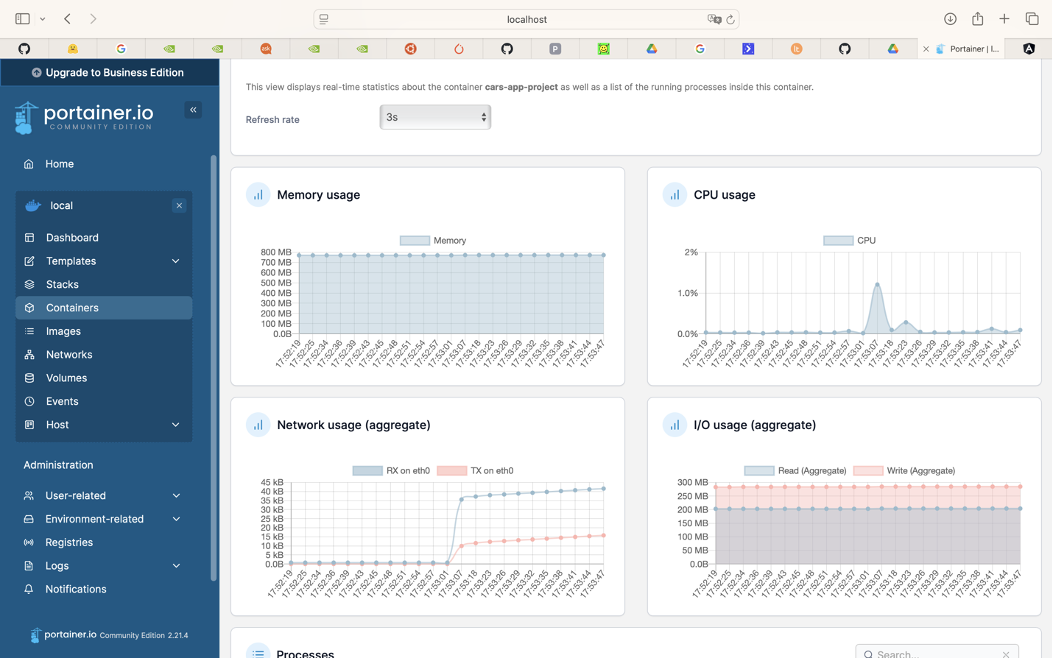 localhost
ask
P
lt
Portainer | l...
Upgrade to Business Edition
portainer.io
COMMUNITY EDITION
Home
local
Dashboard
Templates
Stacks
Containers
Images
Networks
Volumes
Events
Host
Administration
User-related
Environment-related
Registries
Logs
Notifications
portainer.io Community Edition 2.21.4
This view displays real-time statistics about the container cars-app-project as well as a list of the running processes inside this container.
Refresh rate
3s
Memory usage
Memory
800 MB
700 MB
600 MB
500 MB
400 MB
300 MB
200 MB
100 MB
0.0B
17:52:19 17:52:25 17:52:34 17:52:36 17:52:39 17:52:43 17:52:45 17:52:48 17:52:51 17:52:54 17:52:57 17:53:01 17:53:07 17:53:18 17:53:23 17:53:26 17:53:29 17:53:32 17:53:35 17:53:38 17:53:41 17:53:44 17:53:47
CPU usage
CPU
2%
1.0%
0.0%
17:52:19 17:52:25 17:52:34 17:52:36 17:52:39 17:52:43 17:52:45 17:52:48 17:52:51 17:52:54 17:52:57 17:53:01 17:53:07 17:53:18 17:53:23 17:53:26 17:53:29 17:53:32 17:53:35 17:53:38 17:53:41 17:53:44 17:53:47
Network usage (aggregate)
RX on eth0 TX on eth0
45 kB
40 kB
35 kB
30 kB
25 kB
20 kB
15 kB
10 kB
5 kB
0.0B
17:52:19 17:52:25 17:52:34 17:52:36 17:52:39 17:52:43 17:52:45 17:52:48 17:52:51 17:52:54 17:52:57 17:53:01 17:53:07 17:53:18 17:53:23 17:53:26 17:53:29 17:53:32 17:53:35 17:53:38 17:53:41 17:53:44 17:53:47
I/O usage (aggregate)
Read (Aggregate) Write (Aggregate)
300 MB
250 MB
200 MB
150 MB
100 MB
50 MB
0.0B
17:52:19 17:52:25 17:52:34 17:52:36 17:52:39 17:52:43 17:52:45 17:52:48 17:52:51 17:52:54 17:52:57 17:53:01 17:53:07 17:53:18 17:53:23 17:53:26 17:53:29 17:53:32 17:53:35 17:53:38 17:53:41 17:53:44 17:53:47
Processes
Search...